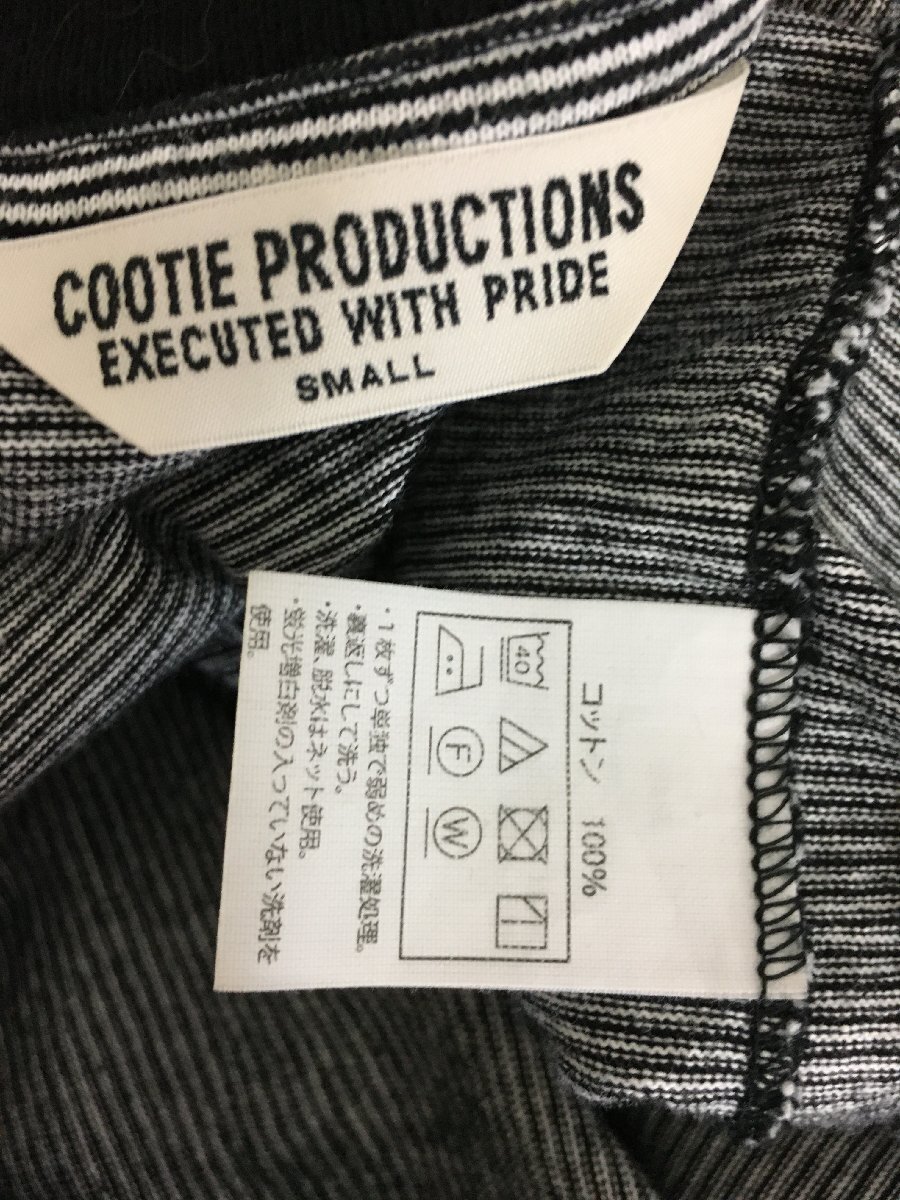 COOTIE PRODUCTIONS
EXECUTED WITH PRIDE
SMALL
コットン 100%
40
F
W
・1枚ずつ単独で弱めの洗濯処理。
・裏返しにして洗う。
・洗濯、脱水はネット使用。
・蛍光増白剤の入っていない洗剤を
使用。